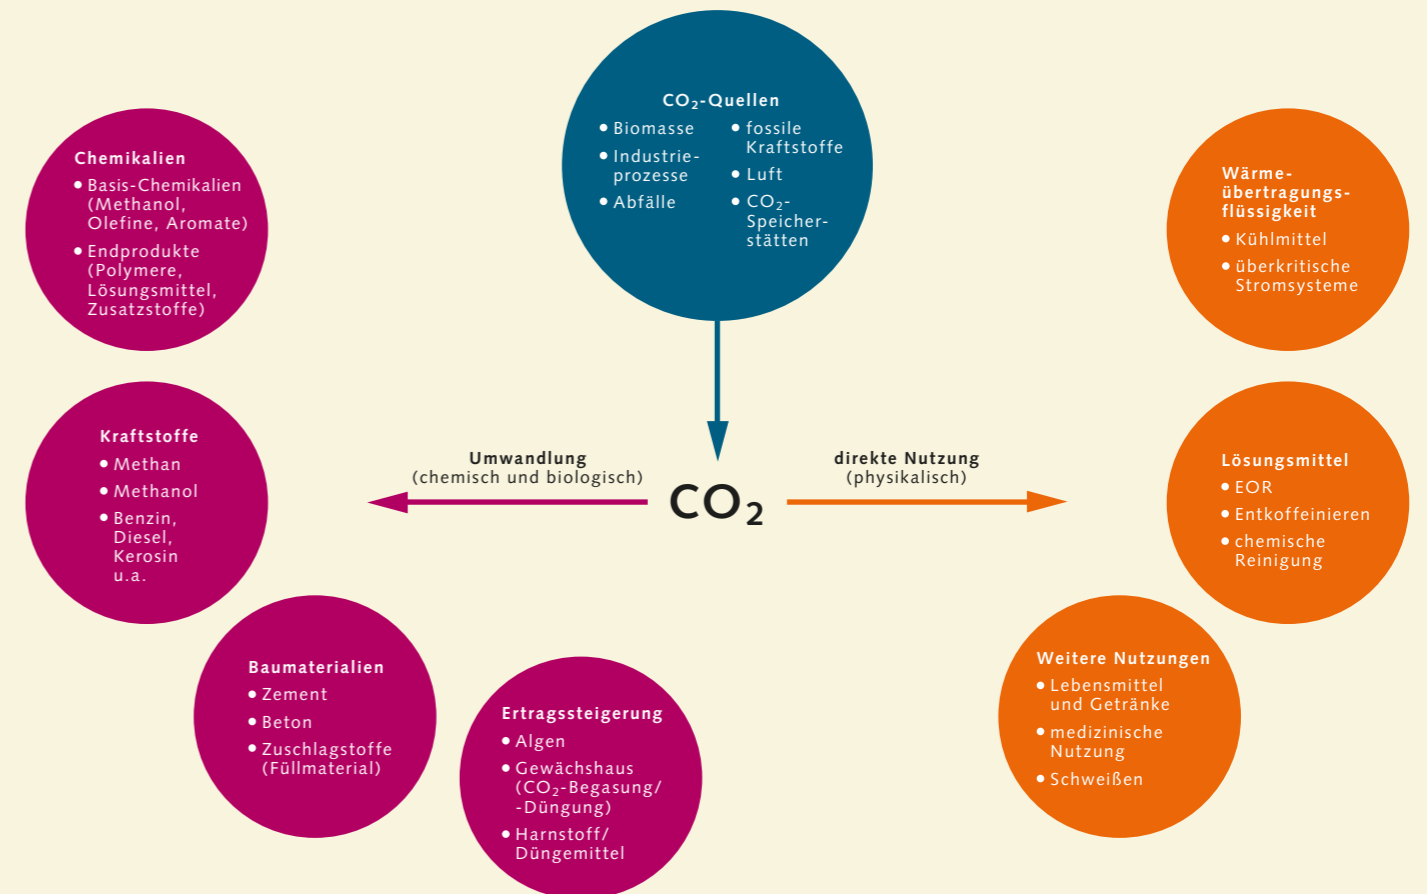 CO₂-Quellen
• Biomasse
• Industrie-
prozesse
• Abfälle
• fossile
Kraftstoffe
• Luft
• CO₂-
Speicher-
stätten
Chemikalien
• Basis-Chemikalien
(Methanol,
Olefine, Aromate)
• Endprodukte
(Polymere,
Lösungsmittel,
Zusatzstoffe)
Kraftstoffe
• Methan
• Methanol
• Benzin,
Diesel,
Kerosin
u.a.
Baumaterialien
• Zement
• Beton
• Zuschlagstoffe
(Füllmaterial)
Ertragssteigerung
• Algen
• Gewächshaus
(CO₂-Begasung/
-Düngung)
• Harnstoff/
Düngemittel
Umwandlung
(chemisch und biologisch)
CO₂
direkte Nutzung
(physikalisch)
Wärme-
übertragungs-
flüssigkeit
• Kühlmittel
• überkritische
Stromsysteme
Lösungsmittel
• EOR
• Entkoffeinieren
• chemische
Reinigung
Weitere Nutzungen
• Lebensmittel
und Getränke
• medizinische
Nutzung
• Schweißen